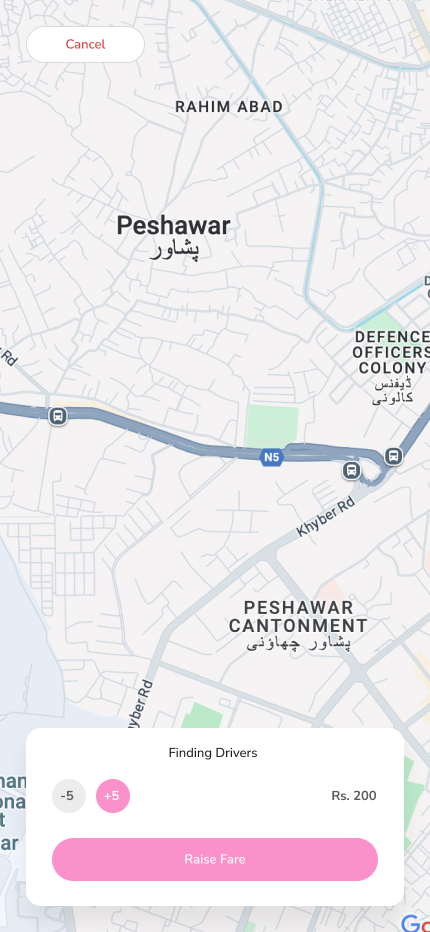 Cancel
RAHIM ABAD
Peshawar
پشاور
DEFENCE
OFFICERS
COLONY
ڈیفنس
کالونی
Rd
N5
Khyber Rd
PESHAWAR
CANTONMENT
پشاور چھاؤنی
Rd
Finding Drivers
-5
+5
Rs. 200
Raise Fare